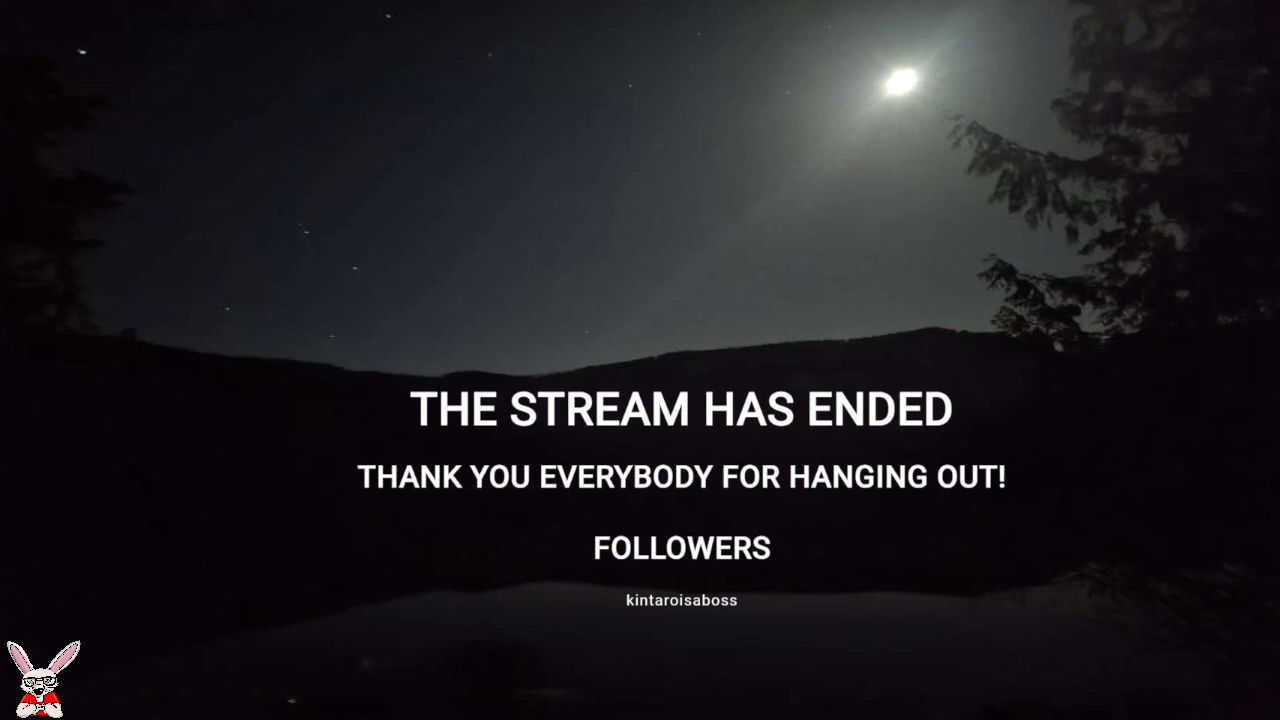 THE STREAM HAS ENDED
THANK YOU EVERYBODY FOR HANGING OUT!
FOLLOWERS
kintaroisaboss